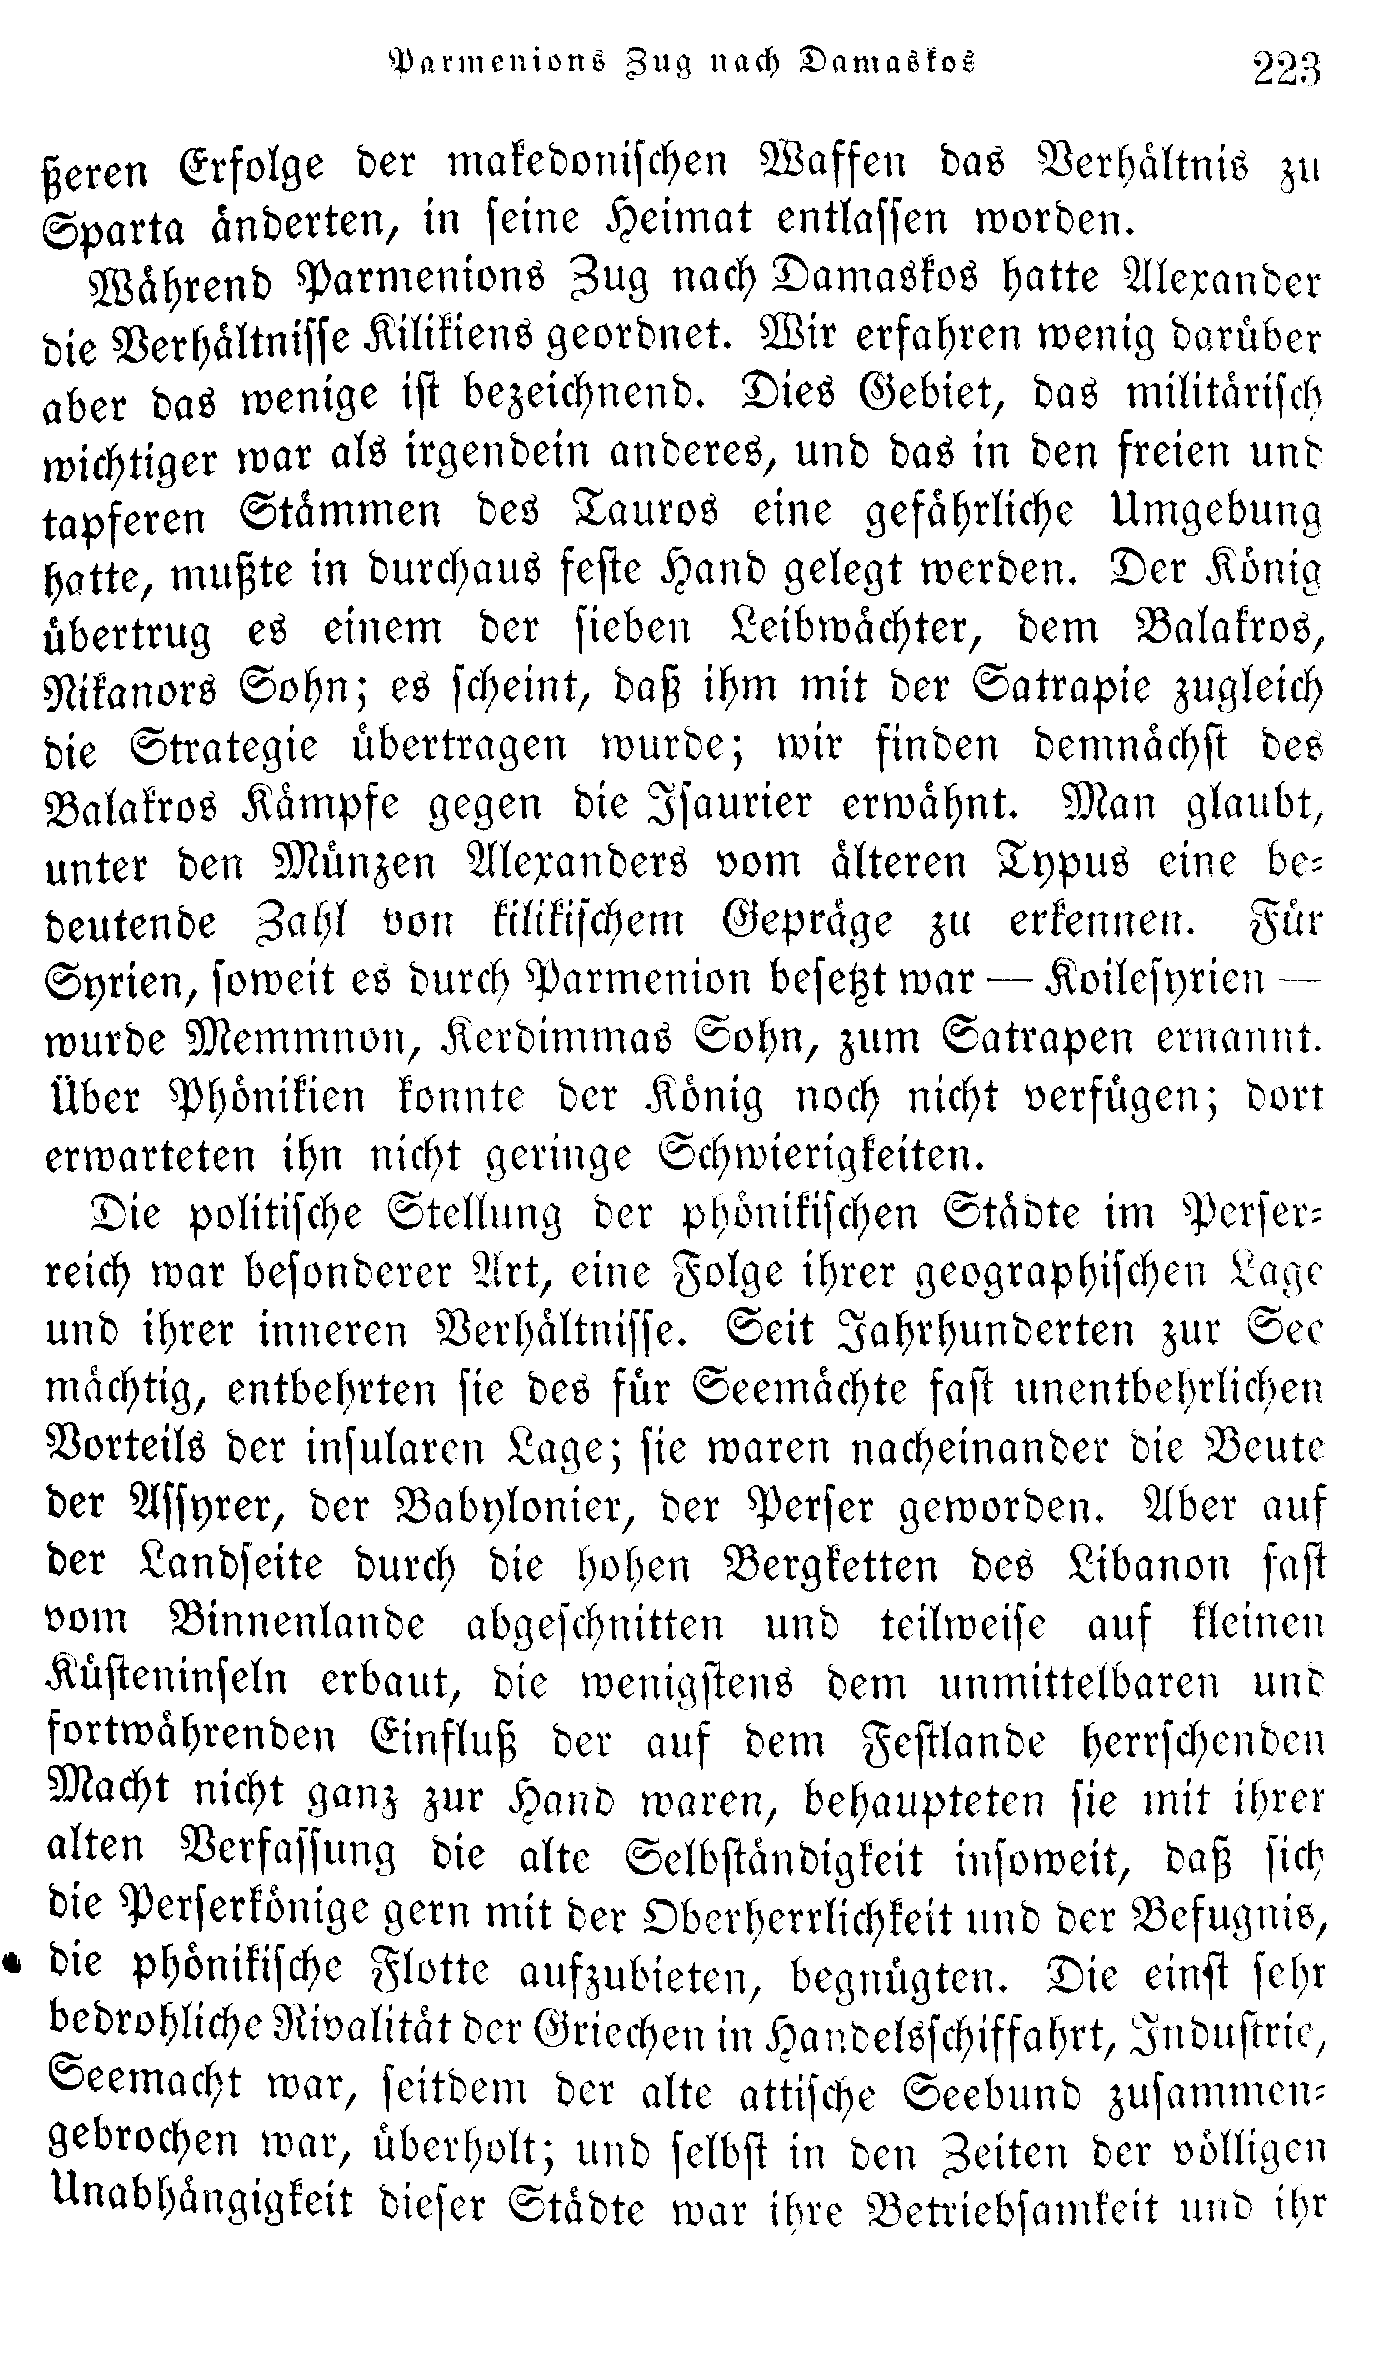 Parmenions Zug nach Damaskos 223
ßeren Erfolge der makedonischen Waffen das Verhältnis zu
Sparta änderten, in seine Heimat entlassen worden.
Während Parmenions Zug nach Damaskos hatte Alexander
die Verhältnisse Kilikiens geordnet. Wir erfahren wenig darüber
aber das wenige ist bezeichnend. Dies Gebiet, das militärisch
wichtiger war als irgendein anderes, und das in den freien und
tapferen Stämmen des Tauros eine gefährliche Umgebung
hatte, mußte in durchaus feste Hand gelegt werden. Der König
übertrug es einem der sieben Leibwächter, dem Balakros,
Nikanors Sohn; es scheint, daß ihm mit der Satrapie zugleich
die Strategie übertragen wurde; wir finden demnächst des
Balakros Kämpfe gegen die Isaurier erwähnt. Man glaubt,
unter den Münzen Alexanders vom älteren Typus eine be-
deutende Zahl von kilikischem Gepräge zu erkennen. Für
Syrien, soweit es durch Parmenion besetzt war — Koilesyrien —
wurde Memmnon, Kerdimmas Sohn, zum Satrapen ernannt.
Über Phönikien konnte der König noch nicht verfügen; dort
erwarteten ihn nicht geringe Schwierigkeiten.
Die politische Stellung der phönikischen Städte im Perser-
reich war besonderer Art, eine Folge ihrer geographischen Lage
und ihrer inneren Verhältnisse. Seit Jahrhunderten zur See
mächtig, entbehrten sie des für Seemächte fast unentbehrlichen
Vorteils der insularen Lage; sie waren nacheinander die Beute
der Assyrer, der Babylonier, der Perser geworden. Aber auf
der Landseite durch die hohen Bergketten des Libanon fast
vom Binnenlande abgeschnitten und teilweise auf kleinen
Küsteninseln erbaut, die wenigstens dem unmittelbaren und
fortwährenden Einfluß der auf dem Festlande herrschenden
Macht nicht ganz zur Hand waren, behaupteten sie mit ihrer
alten Verfassung die alte Selbständigkeit insoweit, daß sich
die Perserkönige gern mit der Oberherrlichkeit und der Befugnis,
die phönikische Flotte aufzubieten, begnügten. Die einst sehr
bedrohliche Rivalität der Griechen in Handelsschiffahrt, Industrie,
Seemacht war, seitdem der alte attische Seebund zusammen-
gebrochen war, überholt; und selbst in den Zeiten der völligen
Unabhängigkeit dieser Städte war ihre Betriebsamkeit und ihr